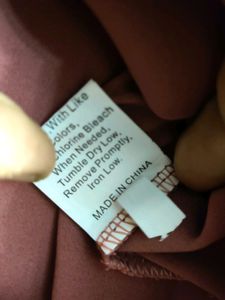 With Like
Colors,
Chlorine Bleach
When Needed,
Tumble Dry Low,
Remove Promptly,
Iron Low.
MADE IN CHINA